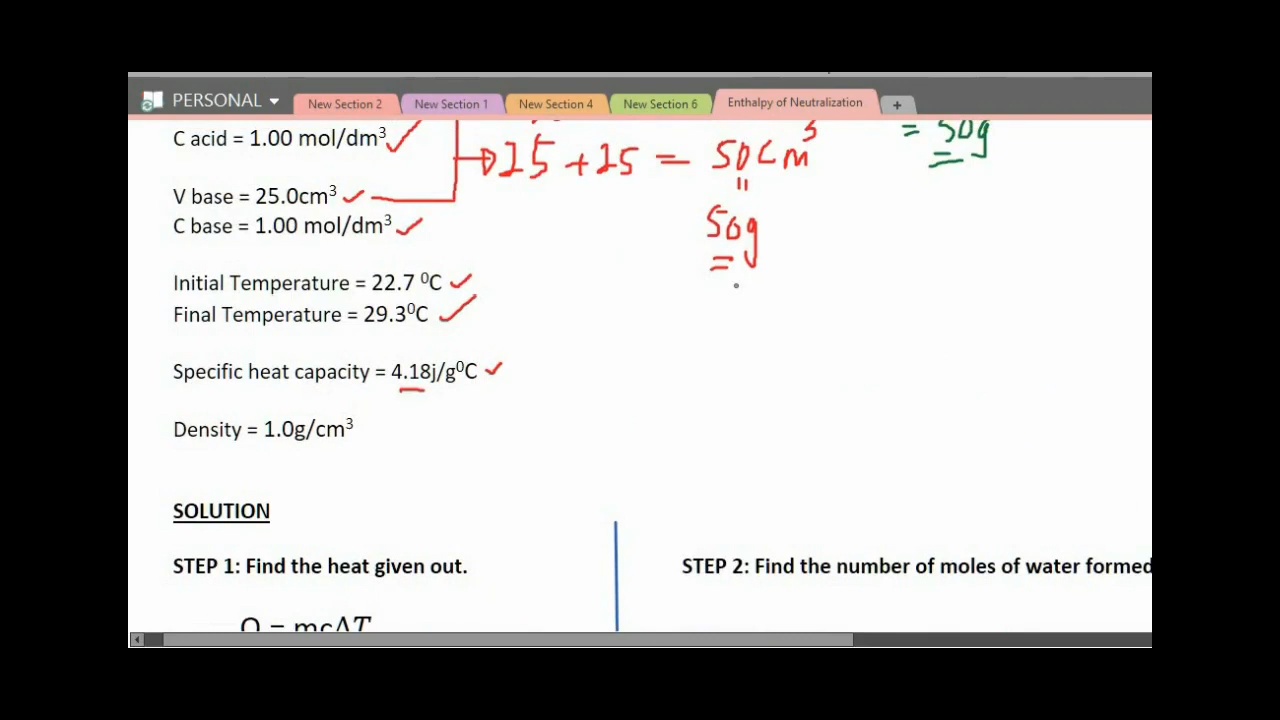 PERSONAL
New Section 2
New Section 1
New Section 4
New Section 6
Enthalpy of Neutralization
+
C acid = 1.00 mol/dm³
25 + 25 = 50cm³
= 50g
V base = 25.0cm³
C base = 1.00 mol/dm³
"
50g
Initial Temperature = 22.7 ⁰C
Final Temperature = 29.3⁰C
Specific heat capacity = 4.18j/g⁰C
Density = 1.0g/cm³
SOLUTION
STEP 1: Find the heat given out.
STEP 2: Find the number of moles of water formed
Q = mcΔT